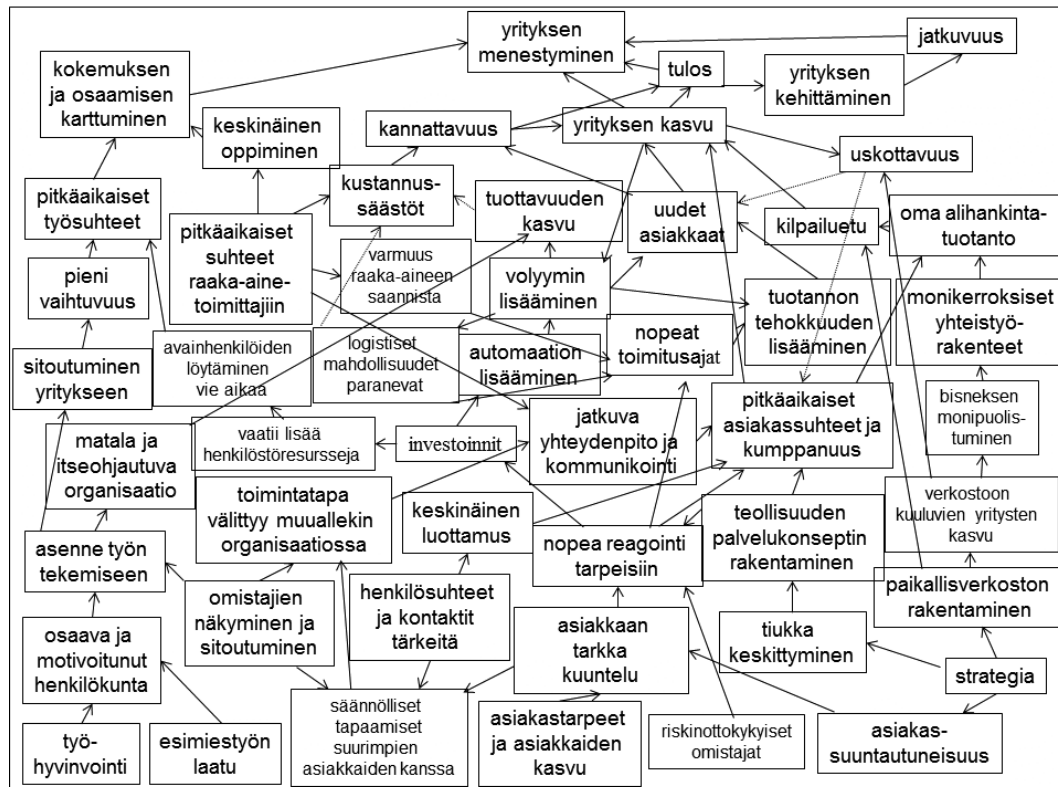 yrityksen
menestyminen
jatkuvuus
kokemuksen
ja osaamisen
karttuminen
tulos
yrityksen
kehittäminen
keskinäinen
oppiminen
kannattavuus
yrityksen kasvu
uskottavuus
pitkäaikaiset
työsuhteet
kustannus-
säästöt
tuottavuuden
kasvu
uudet
asiakkaat
kilpailuetu
oma alihankinta-
tuotanto
pitkäaikaiset
suhteet
raaka-aine-
toimittajiin
varmuus
raaka-aineen
saannista
pieni
vaihtuvuus
volyymin
lisääminen
tuotannon
tehokkuuden
lisääminen
monikerroksiset
yhteistyö-
rakenteet
nopeat
toimitusajat
logistiset
mahdollisuudet
paranevat
automaation
lisääminen
avainhenkilöiden
löytäminen
vie aikaa
sitoutuminen
yritykseen
pitkäaikaiset
asiakassuhteet ja
kumppanuus
bisneksen
monipuolis-
tuminen
jatkuva
yhteydenpito ja
kommunikointi
matala ja
itseohjautuva
organisaatio
vaatii lisää
henkilöstöresursseja
investoinnit
toimintatapa
välittyy muuallekin
organisaatiossa
keskinäinen
luottamus
nopea reagointi
tarpeisiin
teollisuuden
palvelukonseptin
rakentaminen
verkostoon
kuuluvien yritysten
kasvu
asenne työn
tekemiseen
omistajien
näkyminen ja
sitoutuminen
henkilösuhteet
ja kontaktit
tärkeitä
paikallisverkoston
rakentaminen
osaava ja
motivoitunut
henkilökunta
asiakkaan
tarkka
kuuntelu
tiukka
keskittyminen
strategia
työ-
hyvinvointi
esimiestyön
laatu
säännölliset
tapaamiset
suurimpien
asiakkaiden kanssa
asiakastarpeet
ja asiakkaiden
kasvu
riskinottokykyiset
omistajat
asiakas-
suuntautuneisuus